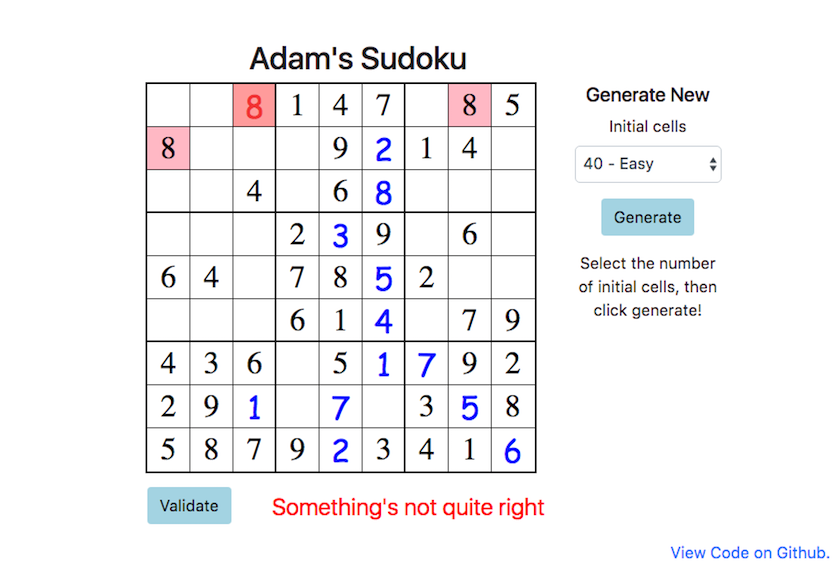 Adam's Sudoku
8 1 4 7 8 5
8 9 2 1 4
4 6 8
2 3 9 6
6 4 7 8 5 2
6 1 4 7 9
4 3 6 5 1 7 9 2
2 9 1 7 3 5 8
5 8 7 9 2 3 4 1 6
Validate
Something's not quite right
Generate New
Initial cells
40 - Easy
Generate
Select the number
of initial cells, then
click generate!
View Code on Github.